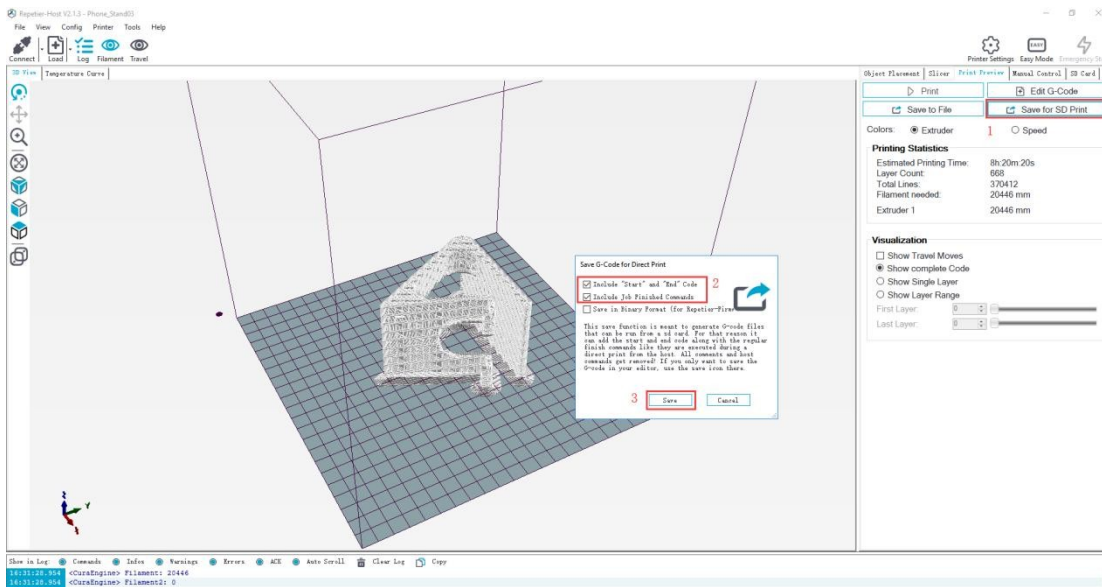 Repetier-Host V2.1.3 - Phone_Stand03
File View Config Printer Tools Help
Connect Load Log Filament Travel
Printer Settings Easy Mode Emergency St
3D View Temperature Curve
Object Placement Slicer Print Preview Manual Control SD Card
Print Edit G-Code
Save to File Save for SD Print
Colors: Extruder 1 Speed
Printing Statistics
Estimated Printing Time: 8h:20m:20s
Layer Count: 668
Total Lines: 370412
Filament needed: 20446 mm
Extruder 1 20446 mm
Visualization
Show Travel Moves
Show complete Code
Show Single Layer
Show Layer Range
First Layer: 0
Last Layer: 0
Save G-Code for Direct Print
Include "Start" and "End" Code 2
Include Job Finished Commands
Save in Binary Format (for Repetier-Firmw
This save function is meant to generate G-code files
that can be run from a sd card. For that reason it
can add the start and end code along with the regular
finish commands like they are executed during a
direct print from the host. All comments and host
commands get removed! If you only want to save the
G-code in your editor, use the save icon there.
3 Save Cancel
Show in Log: Commands Infos Warnings Errors ACK Auto Scroll Clear Log Copy
16:31:28.954 <CuraEngine> Filament: 20446
16:31:28.954 <CuraEngine> Filament2: 0